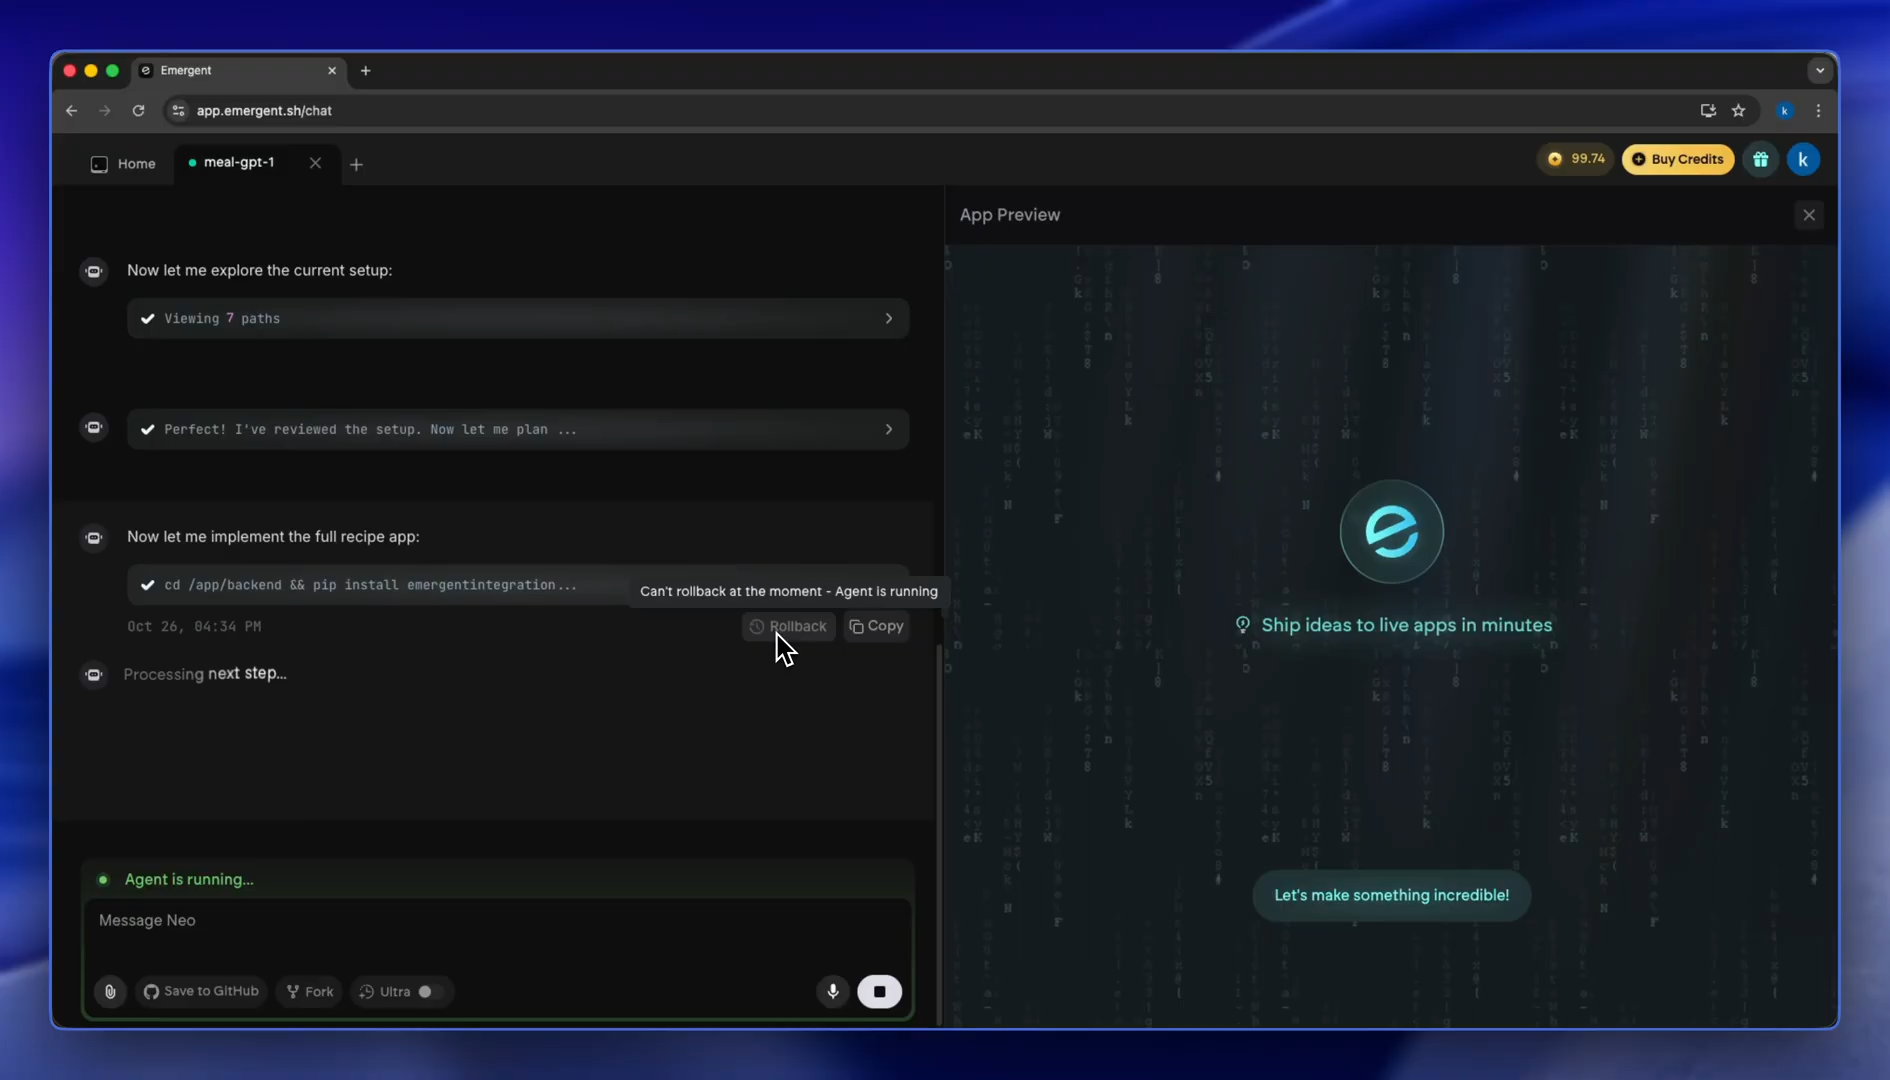 Emergent
app.emergent.sh/chat
k
Home
meal-gpt-1
99.74
Buy Credits
k
App Preview
Now let me explore the current setup:
Viewing 7 paths
Perfect! I've reviewed the setup. Now let me plan ...
Now let me implement the full recipe app:
cd /app/backend && pip install emergentintegration...
Can't rollback at the moment - Agent is running
Oct 26, 04:34 PM
Rollback
Copy
Processing next step...
Ship ideas to live apps in minutes
Let's make something incredible!
Agent is running...
Message Neo
Save to GitHub
Fork
Ultra